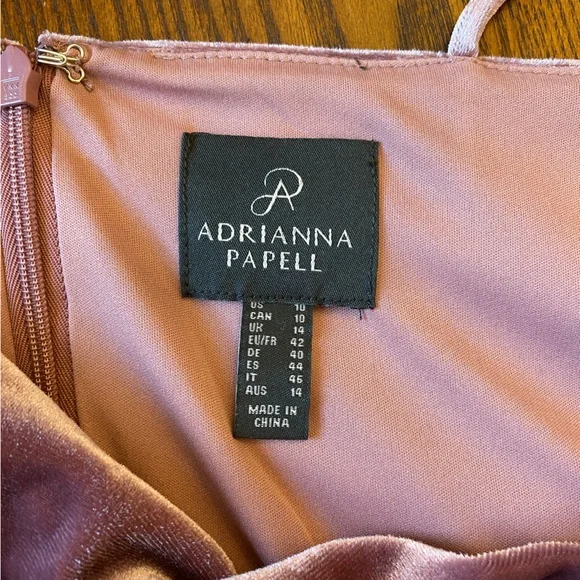 ADRIANNA
PAPELL
US 10
CAN 10
UK 14
EU/FR 42
DE 40
ES 44
IT 46
AUS 14
MADE IN
CHINA